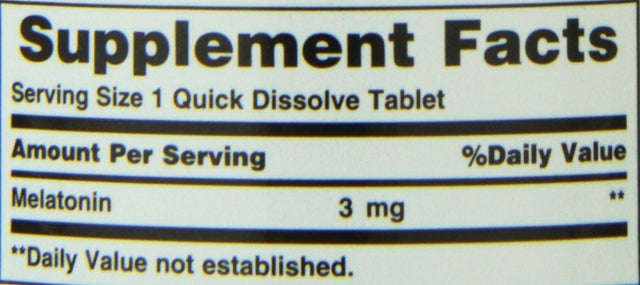 Supplement Facts
Serving Size 1 Quick Dissolve Tablet
Amount Per Serving %Daily Value
Melatonin 3 mg **
**Daily Value not established.